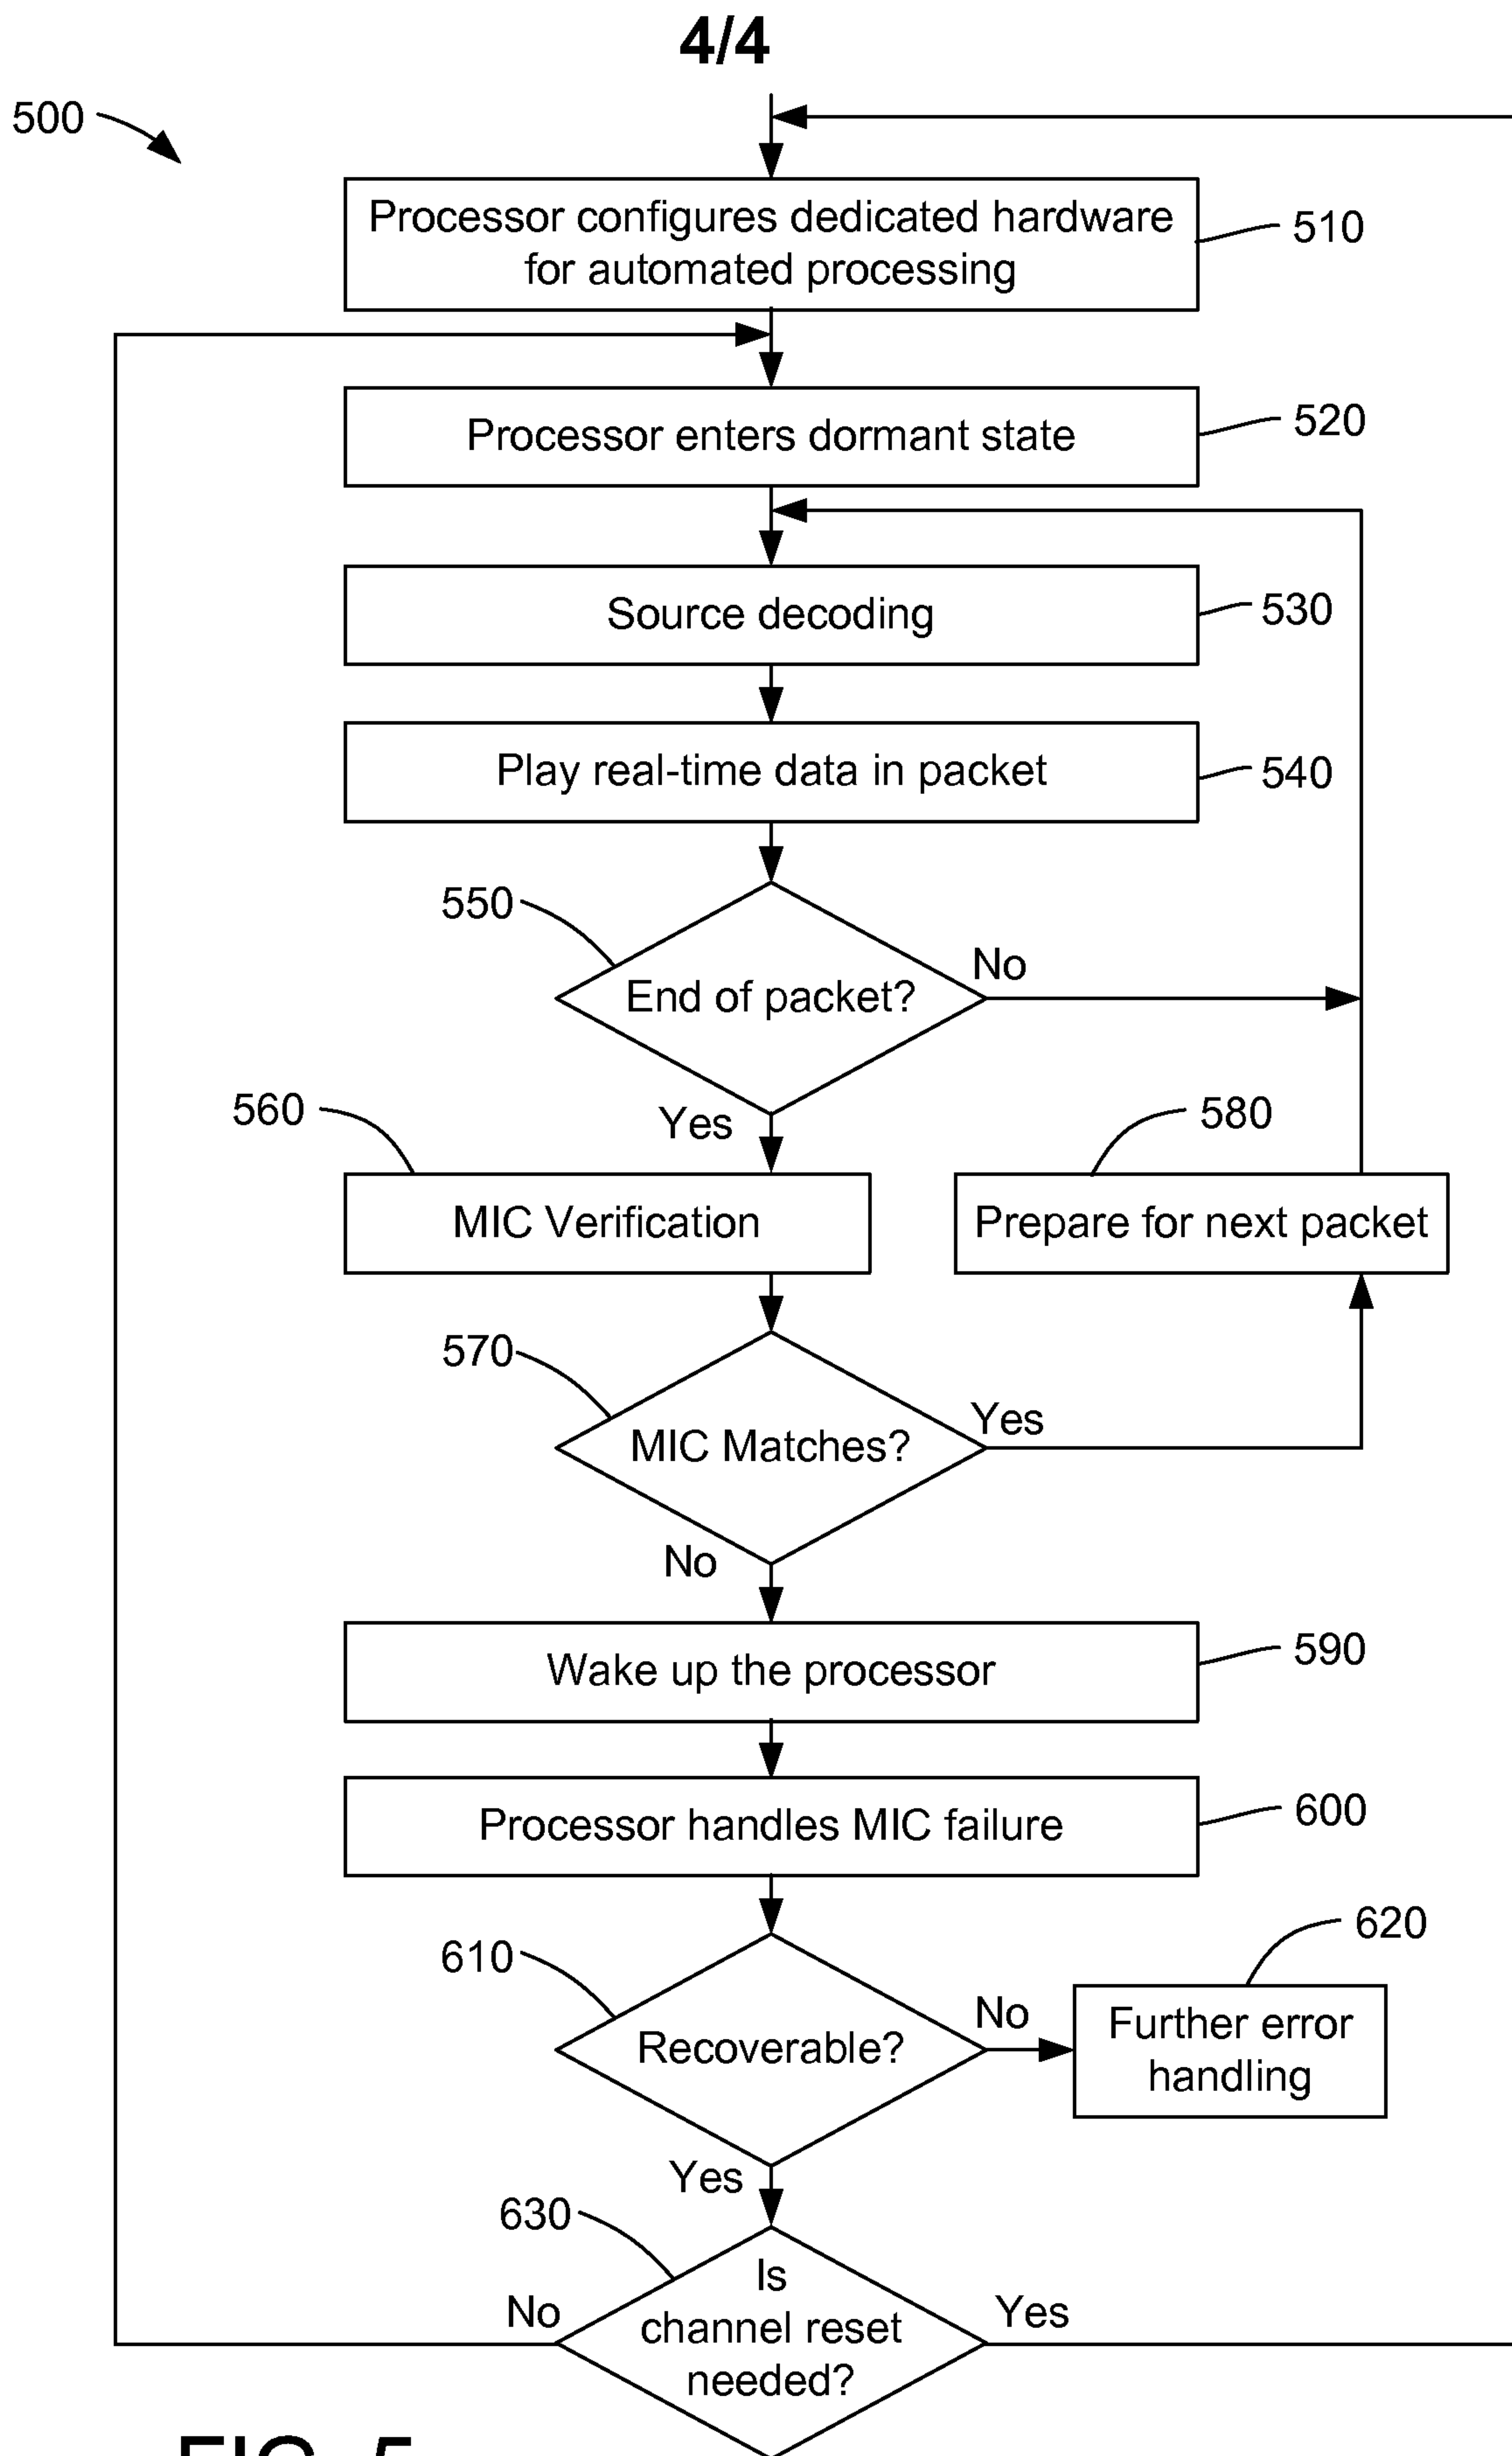 4/4
500
Processor configures dedicated hardware
for automated processing
510
Processor enters dormant state
520
Source decoding
530
Play real-time data in packet
540
550
End of packet?
No
Yes
560
MIC Verification
580
Prepare for next packet
570
MIC Matches?
Yes
No
Wake up the processor
590
Processor handles MIC failure
600
610
Recoverable?
No
620
Further error
handling
Yes
630
Is
channel reset
needed?
No
Yes
FIG. 5